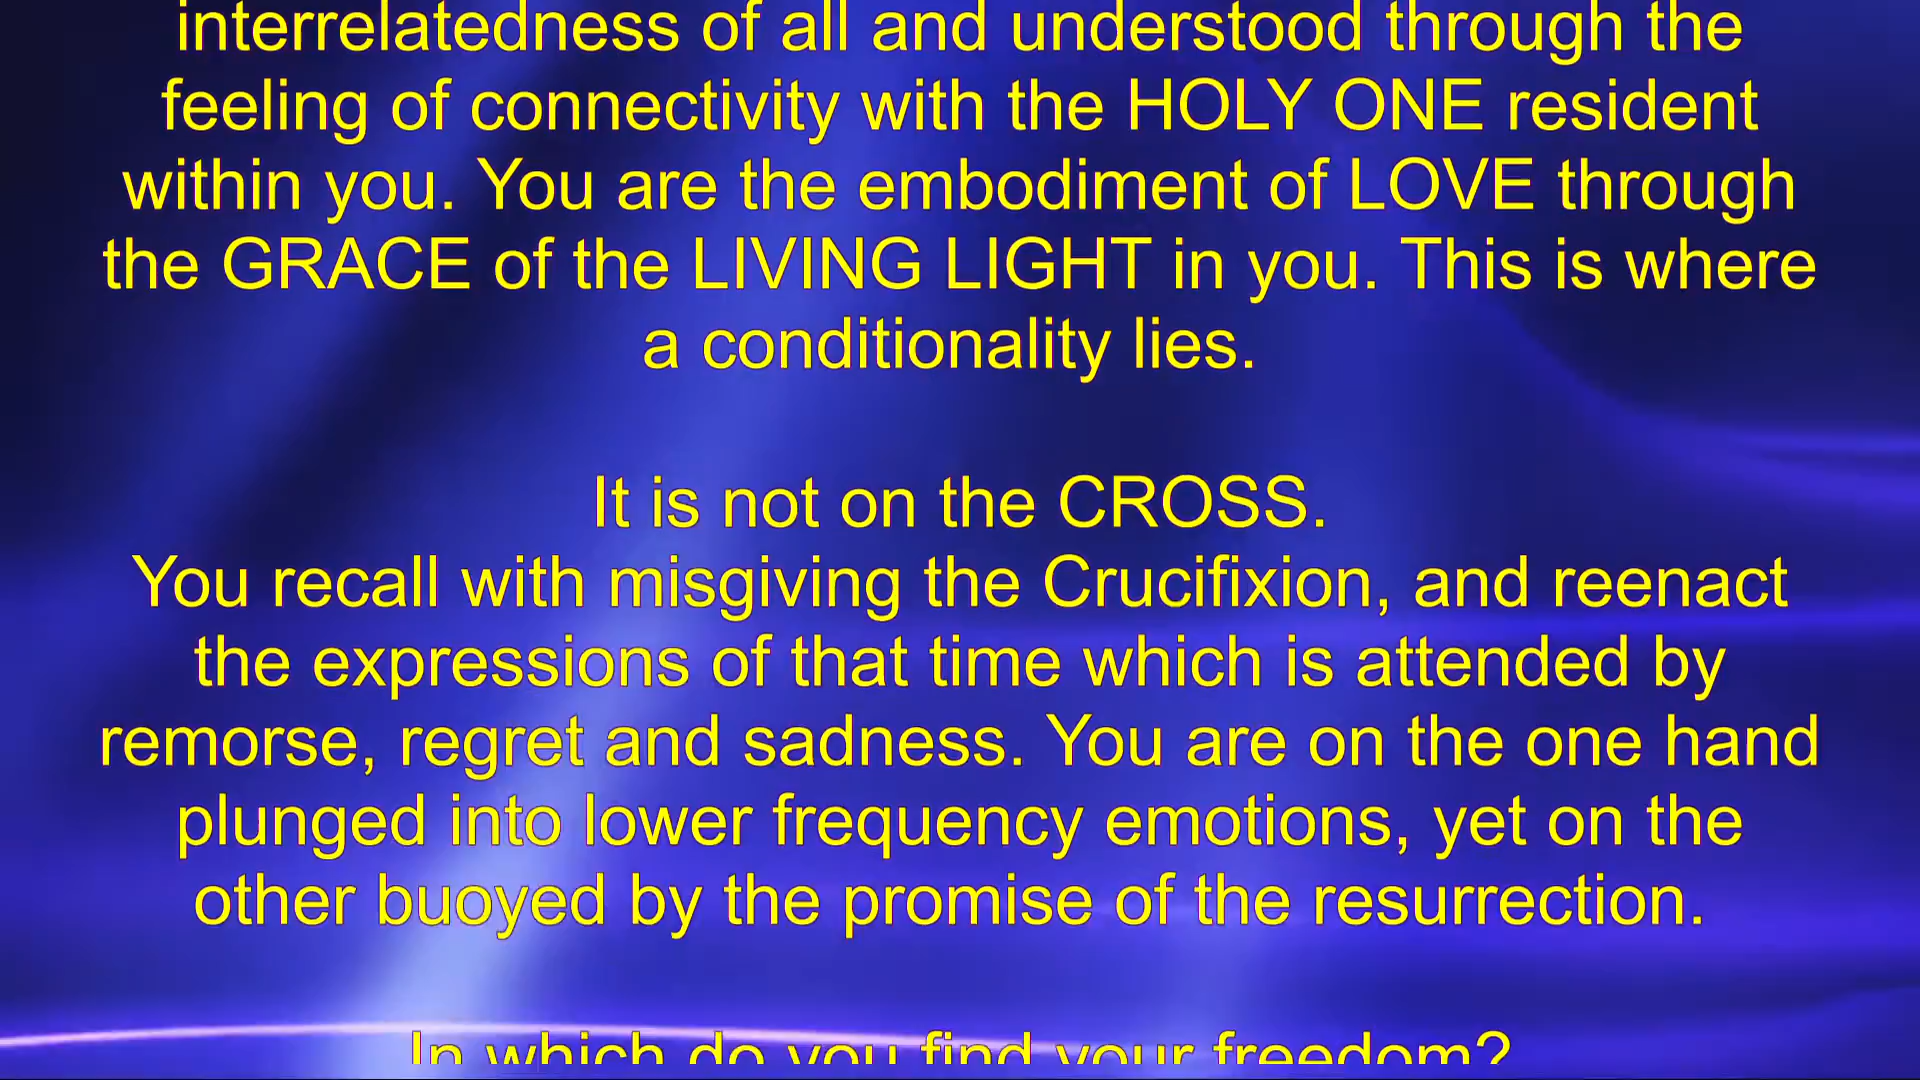 interrelatedness of all and understood through the
feeling of connectivity with the HOLY ONE resident
within you. You are the embodiment of LOVE through
the GRACE of the LIVING LIGHT in you. This is where
a conditionality lies.
It is not on the CROSS.
You recall with misgiving the Crucifixion, and reenact
the expressions of that time which is attended by
remorse, regret and sadness. You are on the one hand
plunged into lower frequency emotions, yet on the
other buoyed by the promise of the resurrection.
In which do you find your freedom?